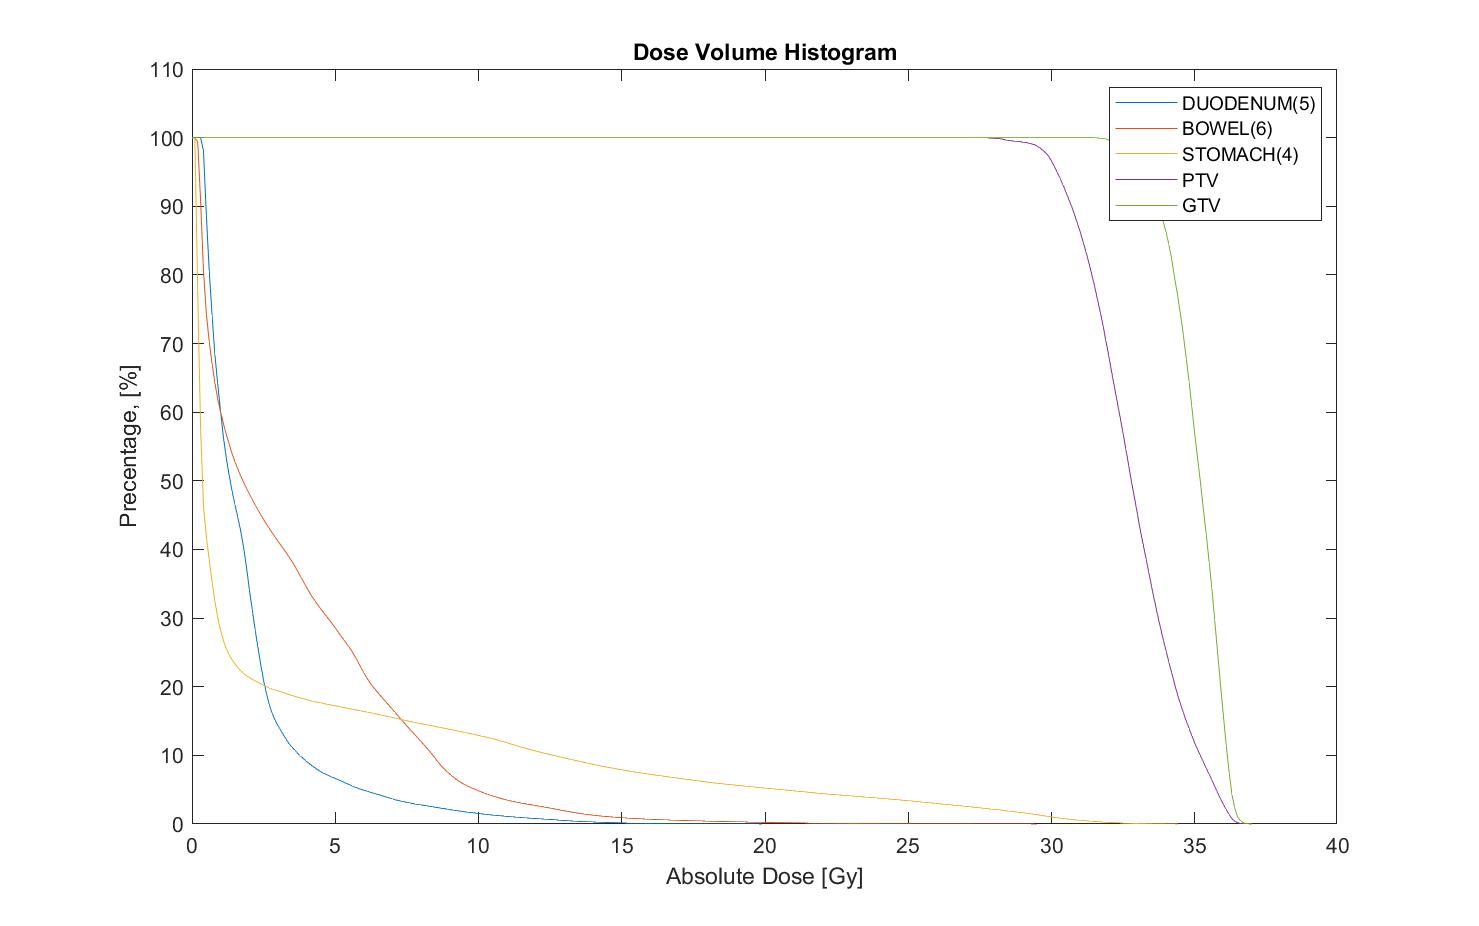 Dose Volume Histogram
110
100
90
80
70
60
50
40
30
20
10
0
Precentage, [%]
DUODENUM(5)
BOWEL(6)
STOMACH(4)
PTV
GTV
0 5 10 15 20 25 30 35 40
Absolute Dose [Gy]